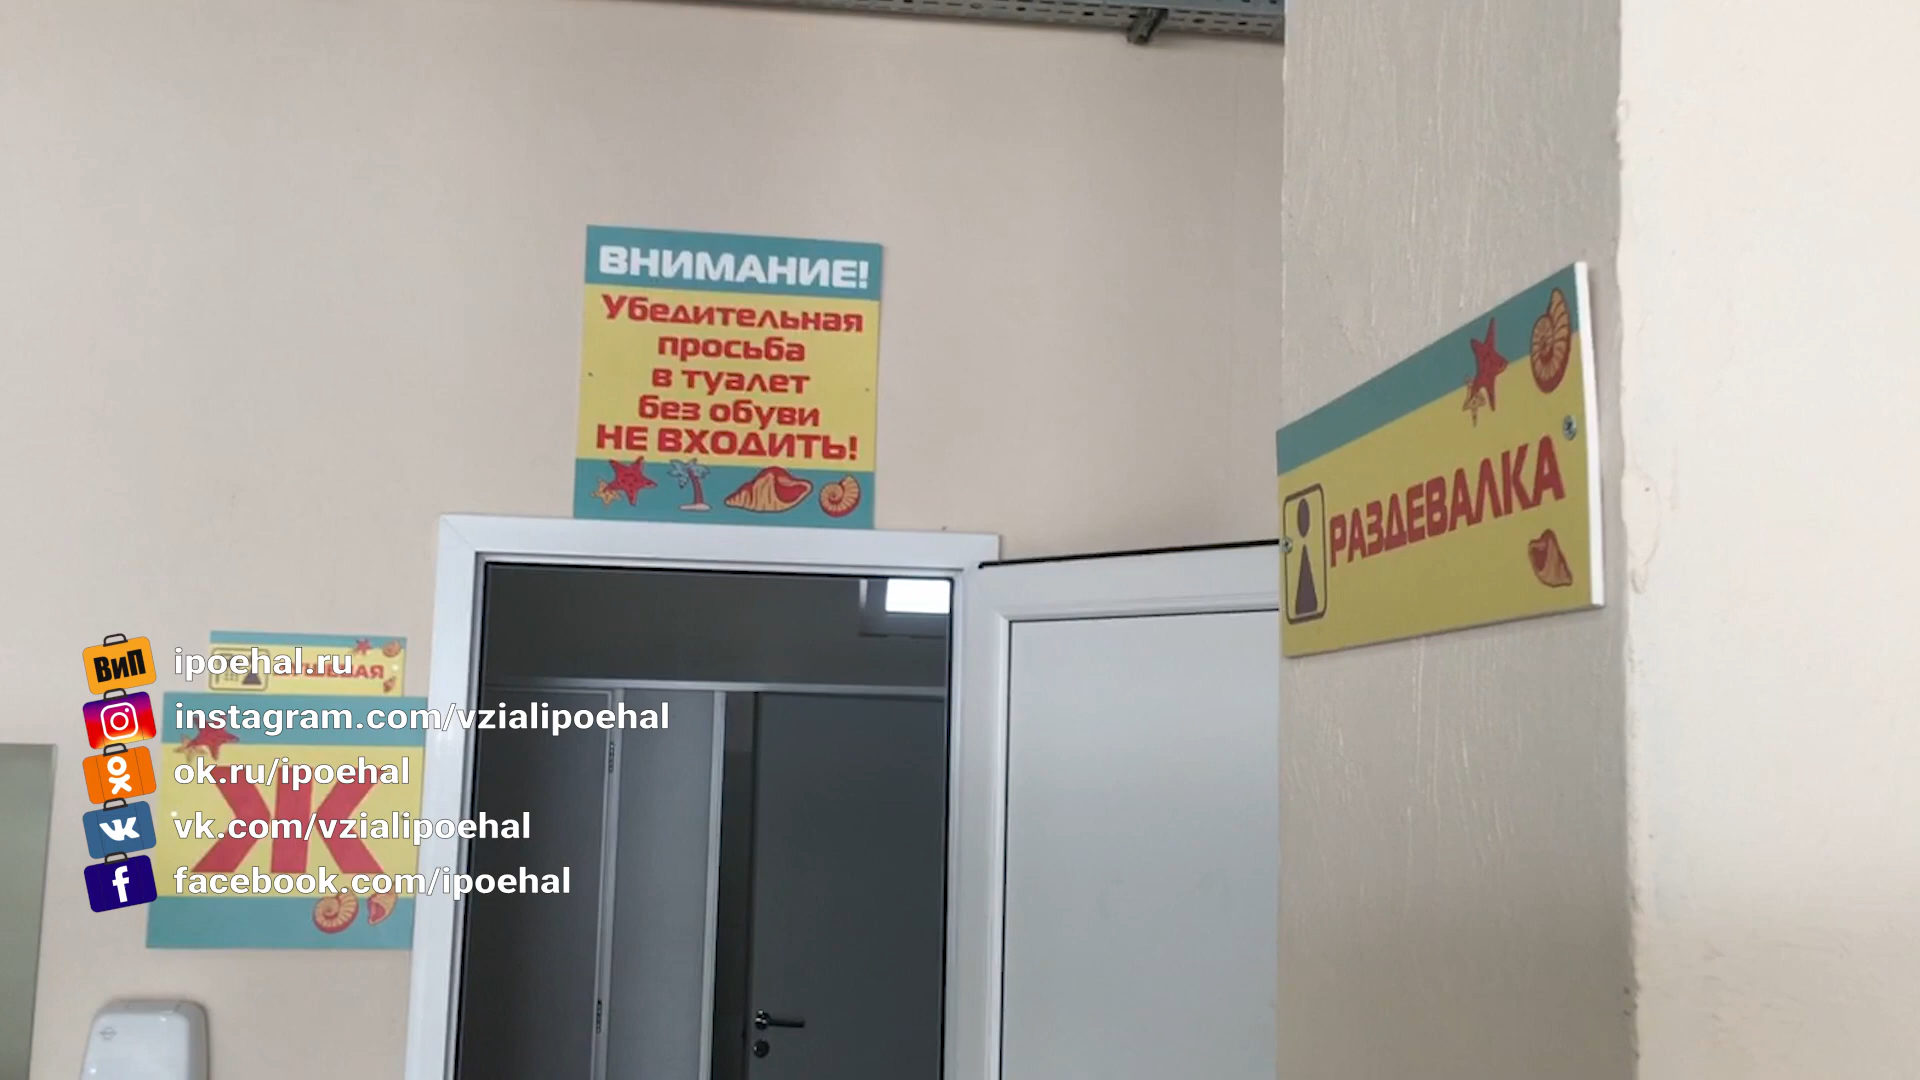 ВНИМАНИЕ!
Убедительная
просьба
в туалет
без обуви
НЕ ВХОДИТЬ!
РАЗДЕВАЛКА
Ж
ВиП ipoehal.ru
instagram.com/vzialipoehal
ok.ru/ipoehal
vk.com/vzialipoehal
facebook.com/ipoehal